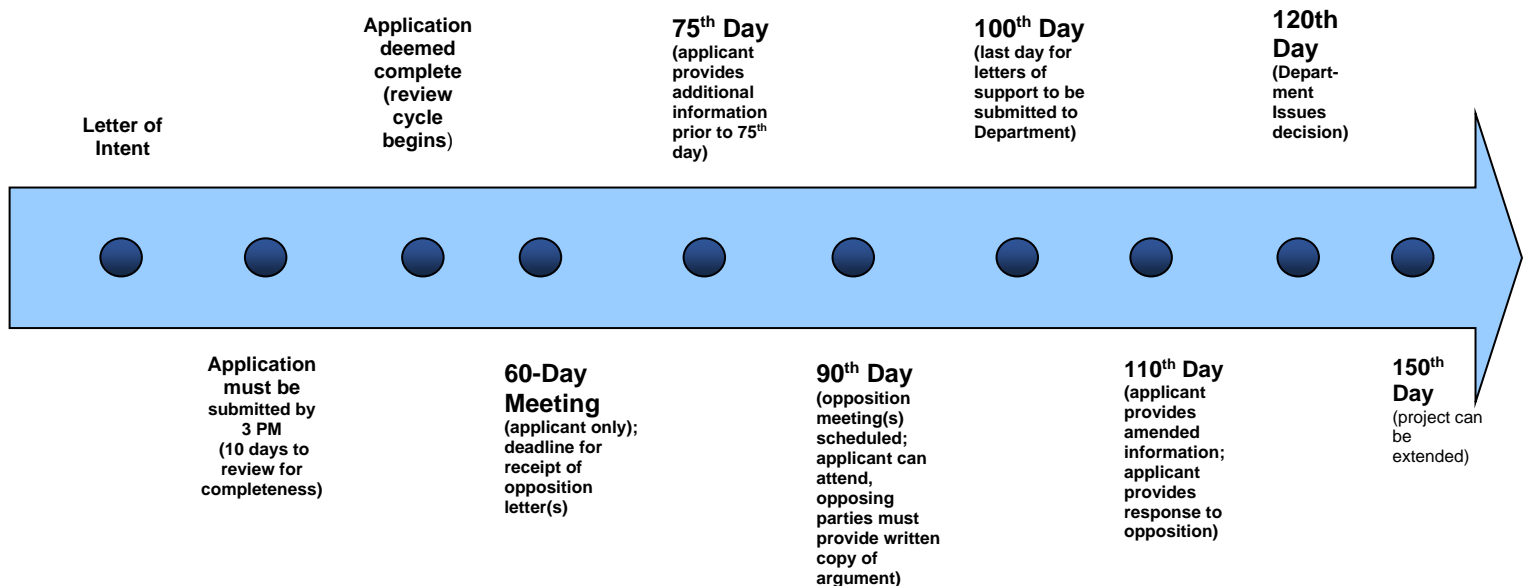 Letter of
Intent
Application
must be
submitted by
3 PM
(10 days to
review for
completeness)
Application
deemed
complete
(review
cycle
begins)
60-Day
Meeting
(applicant only);
deadline for
receipt of
opposition
letter(s)
75th Day
(applicant
provides
additional
information
prior to 75th
day)
90th Day
(opposition
meeting(s)
scheduled;
applicant can
attend,
opposing
parties must
provide written
copy of
argument)
100th Day
(last day for
letters of
support to be
submitted to
Department)
110th Day
(applicant
provides
amended
information;
applicant
provides
response to
opposition)
120th
Day
(Depart-
ment
Issues
decision)
150th
Day
(project can
be
extended)